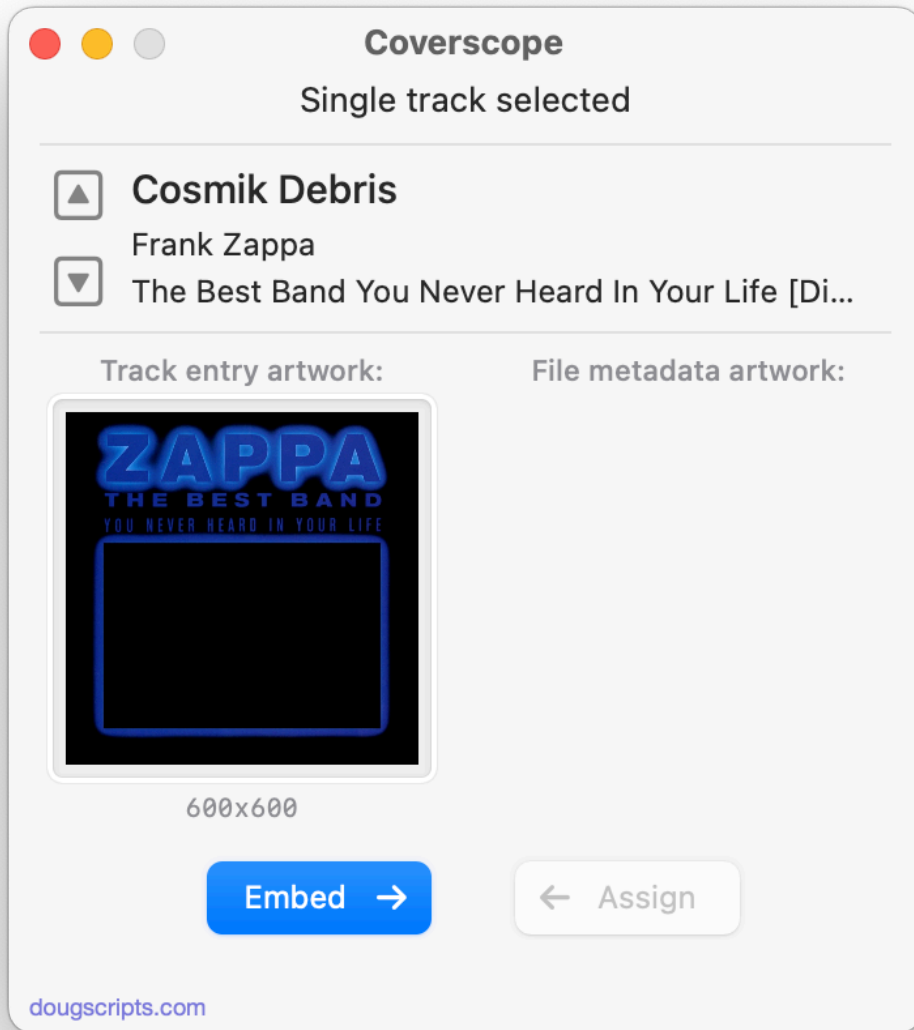 Coverscope
Single track selected
Cosmik Debris
Frank Zappa
The Best Band You Never Heard In Your Life [Di...
Track entry artwork:
File metadata artwork:
ZAPPA
THE BEST BAND
YOU NEVER HEARD IN YOUR LIFE
600x600
Embed →
← Assign
dougscripts.com